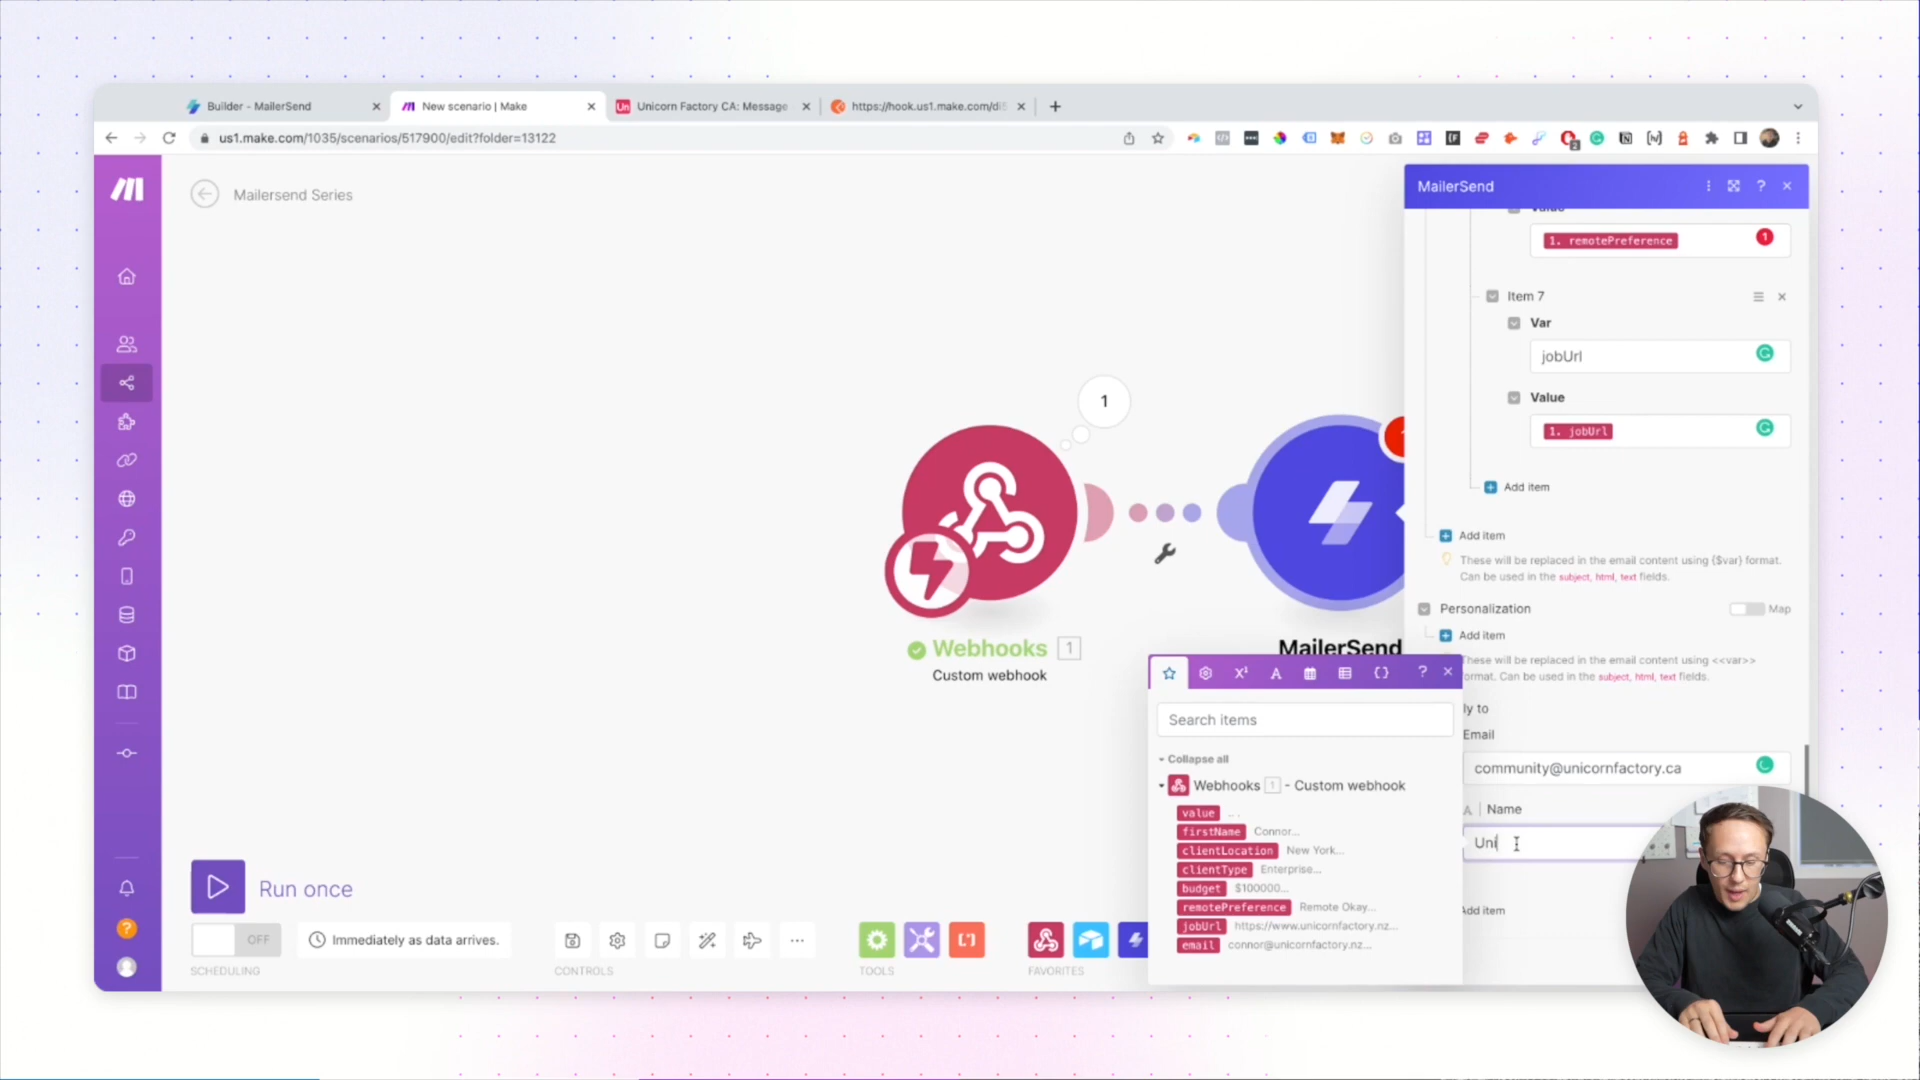 Builder - MailerSend
New scenario | Make
Unicorn Factory CA: Message
https://hook.us1.make.com/di5
us1.make.com/1035/scenarios/517900/edit?folder=13122
Mailersend Series
MailerSend
Value
1. remotePreference
1
Item 7
Var
jobUrl
Value
1. jobUrl
Add item
Add item
These will be replaced in the email content using {$var} format.
Can be used in the subject, html, text fields.
Personalization
Map
Add item
These will be replaced in the email content using <<var>>
format. Can be used in the subject, html, text fields.
ly to
Email
community@unicornfactory.ca
A | Name
Uni
Add item
1
Webhooks 1
Custom webhook
MailerSend
Search items
Collapse all
Webhooks 1 - Custom webhook
value ...
firstName Connor...
clientLocation New York...
clientType Enterprise...
budget $100000...
remotePreference Remote Okay...
jobUrl https://www.unicornfactory.nz...
email connor@unicornfactory.nz...
Run once
OFF
Immediately as data arrives.
SCHEDULING
CONTROLS
TOOLS
FAVORITES